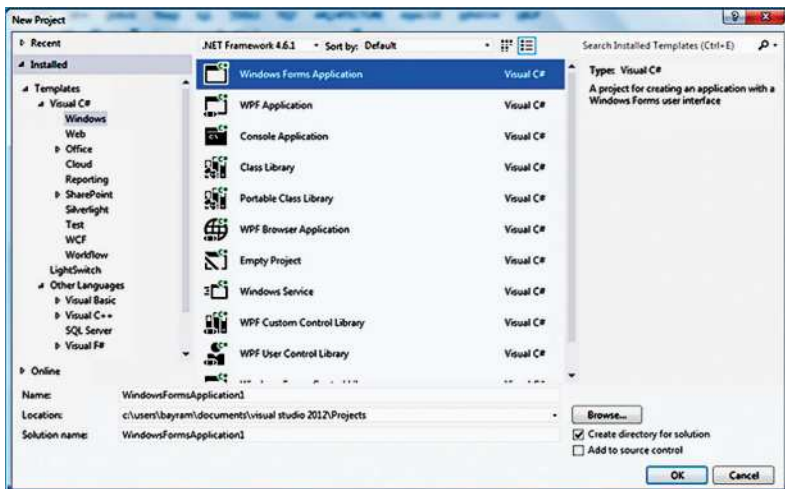 New Project
Recent
.NET Framework 4.6.1
Sort by: Default
Search Installed Templates (Ctrl+E)
Installed
Templates
Visual C#
Windows
Web
Office
Cloud
Reporting
SharePoint
Silverlight
Test
WCF
Workflow
LightSwitch
Other Languages
Visual Basic
Visual C++
SQL Server
Visual F#
Online
Windows Forms Application Visual C#
WPF Application Visual C#
Console Application Visual C#
Class Library Visual C#
Portable Class Library Visual C#
WPF Browser Application Visual C#
Empty Project Visual C#
Windows Service Visual C#
WPF Custom Control Library Visual C#
WPF User Control Library Visual C#
Type: Visual C#
A project for creating an application with a
Windows Forms user interface
Name: WindowsFormsApplication1
Location: c:\users\bayram\documents\visual studio 2012\Projects
Browse...
Solution name: WindowsFormsApplication1
Create directory for solution
Add to source control
OK Cancel